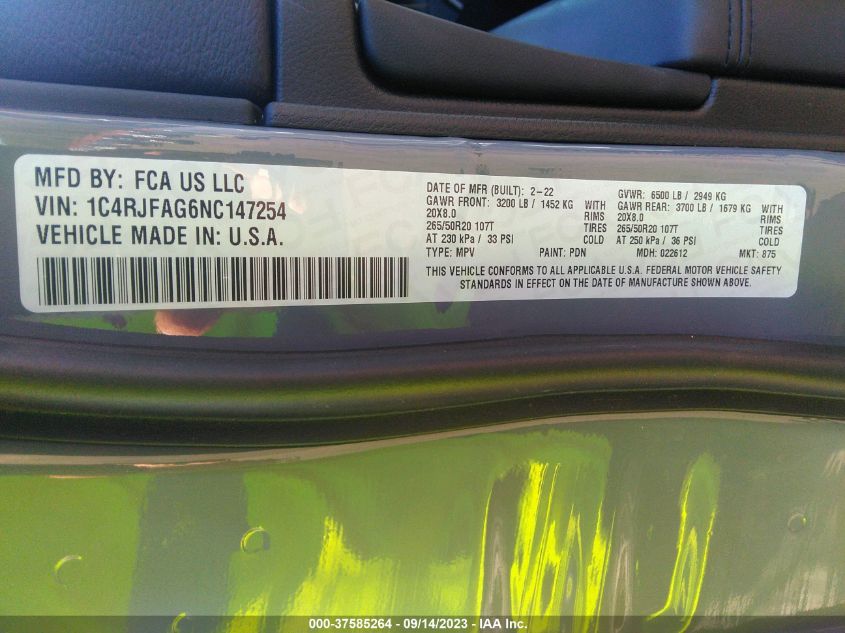 MFD BY: FCA US LLC
VIN: 1C4RJFAG6NC147254
VEHICLE MADE IN: U.S.A.
DATE OF MFR (BUILT): 2-22 GVWR: 6500 LB / 2949 KG
GAWR FRONT: 3200 LB / 1452 KG WITH GAWR REAR: 3700 LB / 1679 KG WITH
20X8.0 RIMS 20X8.0 RIMS
265/50R20 107T TIRES 265/50R20 107T TIRES
AT 230 kPa / 33 PSI COLD AT 250 kPa / 36 PSI COLD
TYPE: MPV PAINT: PDN MDH: 022612 MKT: 875
THIS VEHICLE CONFORMS TO ALL APPLICABLE U.S.A. FEDERAL MOTOR VEHICLE SAFETY
STANDARDS IN EFFECT ON THE DATE OF MANUFACTURE SHOWN ABOVE.
000-37585264 - 09/14/2023 - IAA Inc.